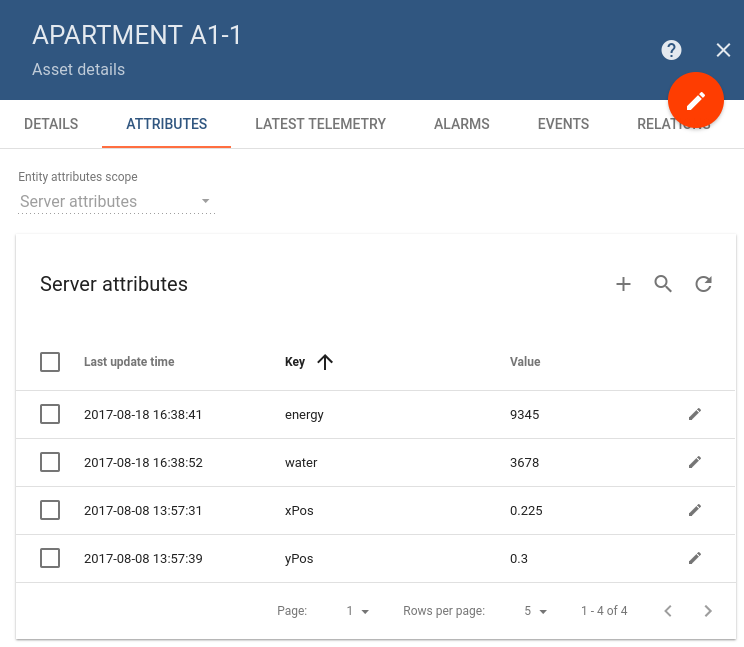 APARTMENT A1-1
Asset details
DETAILS ATTRIBUTES LATEST TELEMETRY ALARMS EVENTS RELATIONS
Entity attributes scope
Server attributes
Server attributes
Last update time Key Value
2017-08-18 16:38:41 energy 9345
2017-08-18 16:38:52 water 3678
2017-08-08 13:57:31 xPos 0.225
2017-08-08 13:57:39 yPos 0.3
Page: 1 Rows per page: 5 1 - 4 of 4